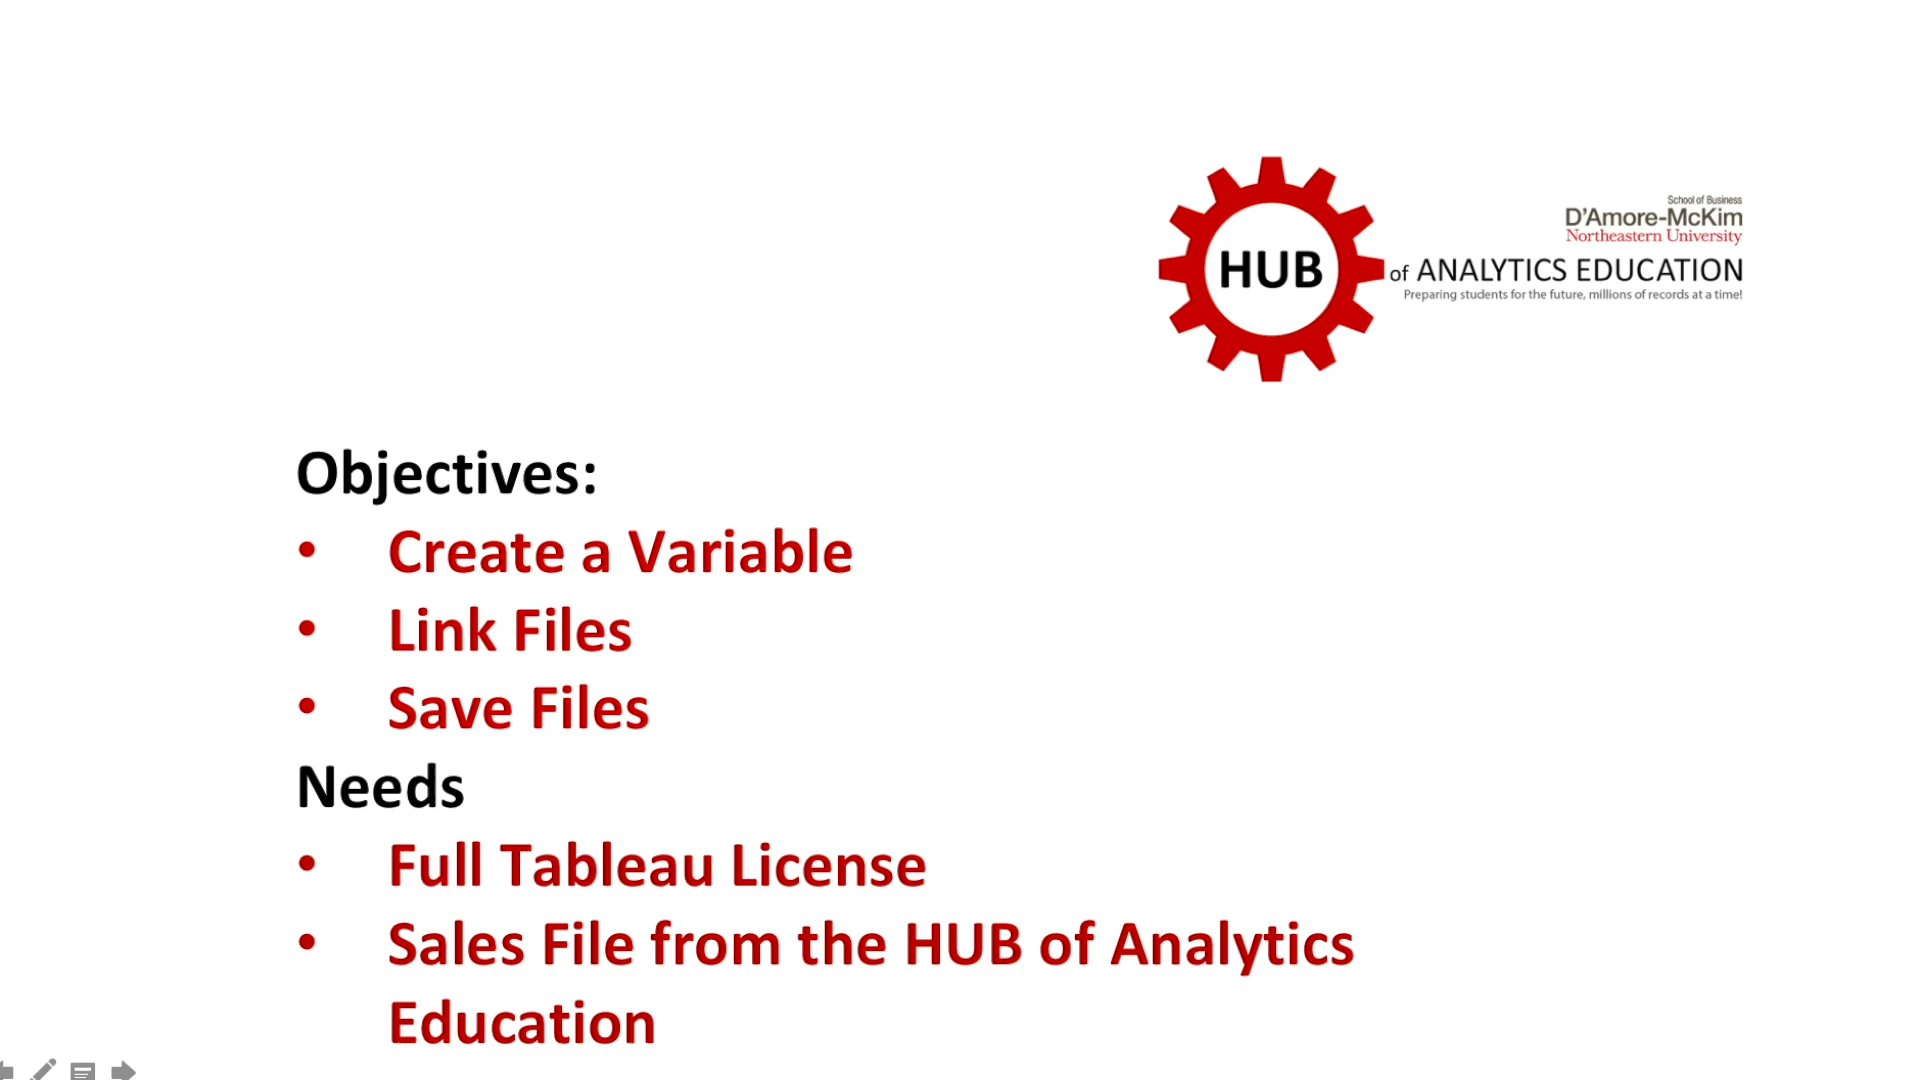 School of Business
D'Amore-McKim
Northeastern University
HUB of ANALYTICS EDUCATION
Preparing students for the future, millions of records at a time!
Objectives:
• Create a Variable
• Link Files
• Save Files
Needs
• Full Tableau License
• Sales File from the HUB of Analytics
Education